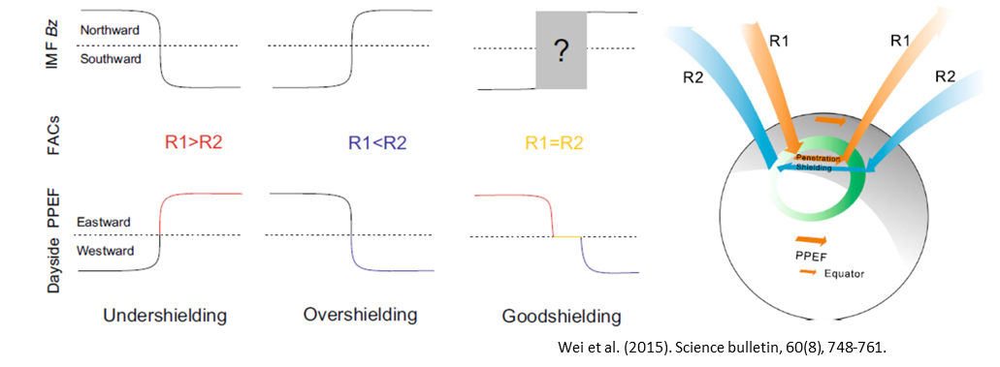 IMF Bz
Northward
Southward
?
FACs
R1>R2
R1<R2
R1=R2
Dayside PPEF
Eastward
Westward
Undershielding
Overshielding
Goodshielding
R1
R1
R2
R2
Penetration
Shielding
PPEF
Equator
Wei et al. (2015). Science bulletin, 60(8), 748-761.